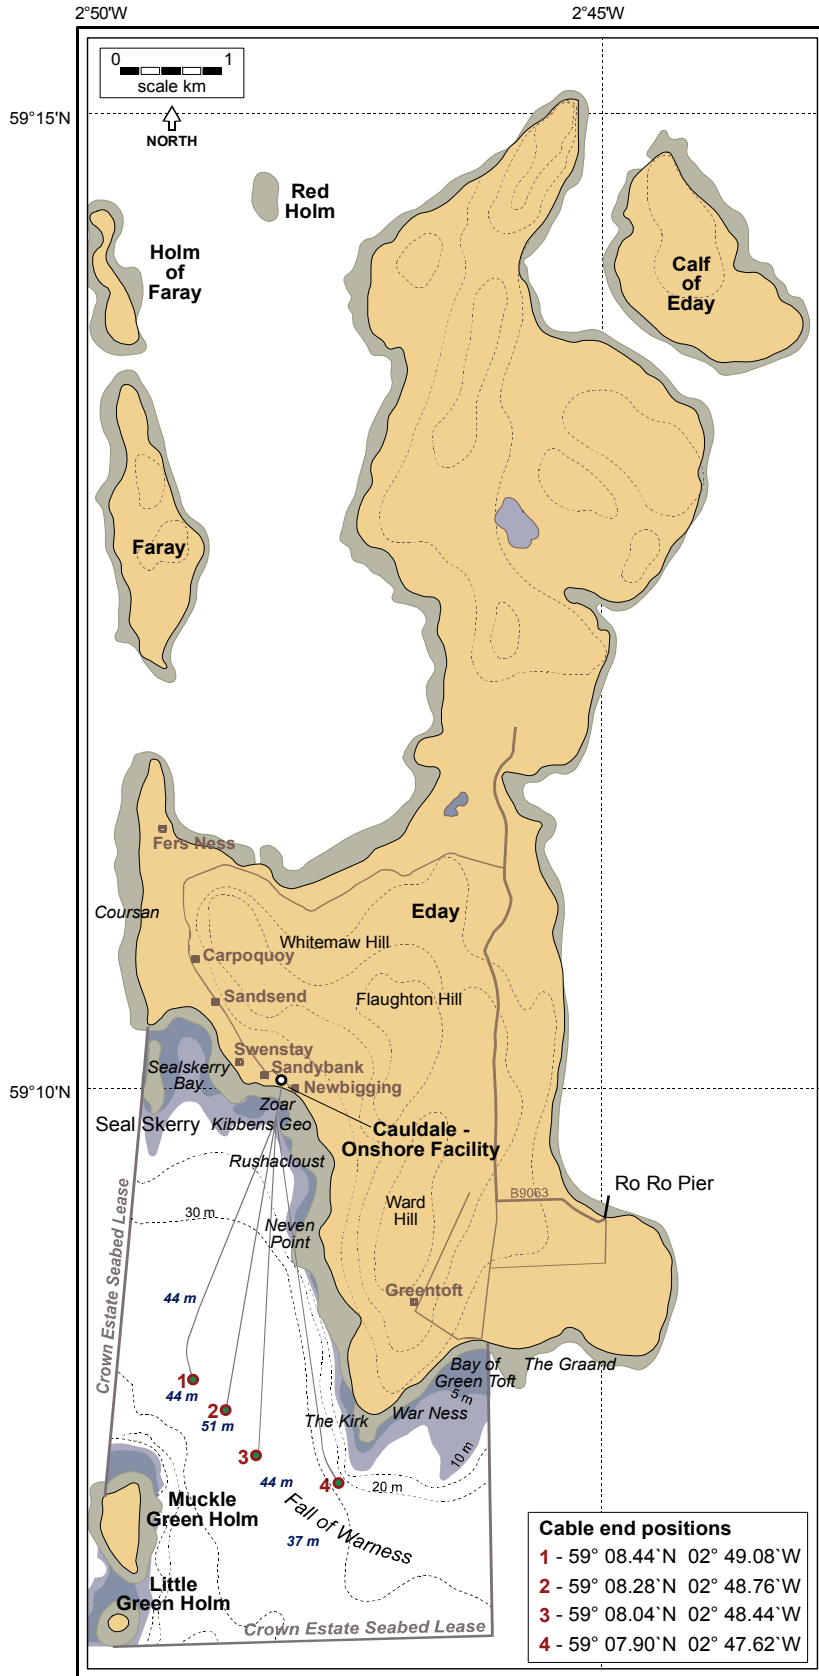 2°50'W
2°45'W
0 1
scale km
NORTH
59°15'N
Red
Holm
Holm
of
Faray
Calf
of
Eday
Faray
Fers Ness
Coursan
Eday
Whitemaw Hill
Carpoquoy
Flaughton Hill
Sandsend
Swenstay
Sealskerry
Bay
Sandybank
59°10'N
Newbigging
Zoar
Seal Skerry
Kibbens Geo
Cauldale -
Onshore Facility
Rushacloust
Ro Ro Pier
B9063
Ward
Hill
30 m
Neven
Point
Crown Estate Seabed Lease
44 m
Greentoft
Bay of
Green Toft
The Graand
1
44 m
5 m
2
51 m
The Kirk
War Ness
10 m
3
44 m
4
20 m
Muckle
Green Holm
Fall of Warness
37 m
Little
Green Holm
Crown Estate Seabed Lease
Cable end positions
1 - 59° 08.44`N 02° 49.08`W
2 - 59° 08.28`N 02° 48.76`W
3 - 59° 08.04`N 02° 48.44`W
4 - 59° 07.90`N 02° 47.62`W